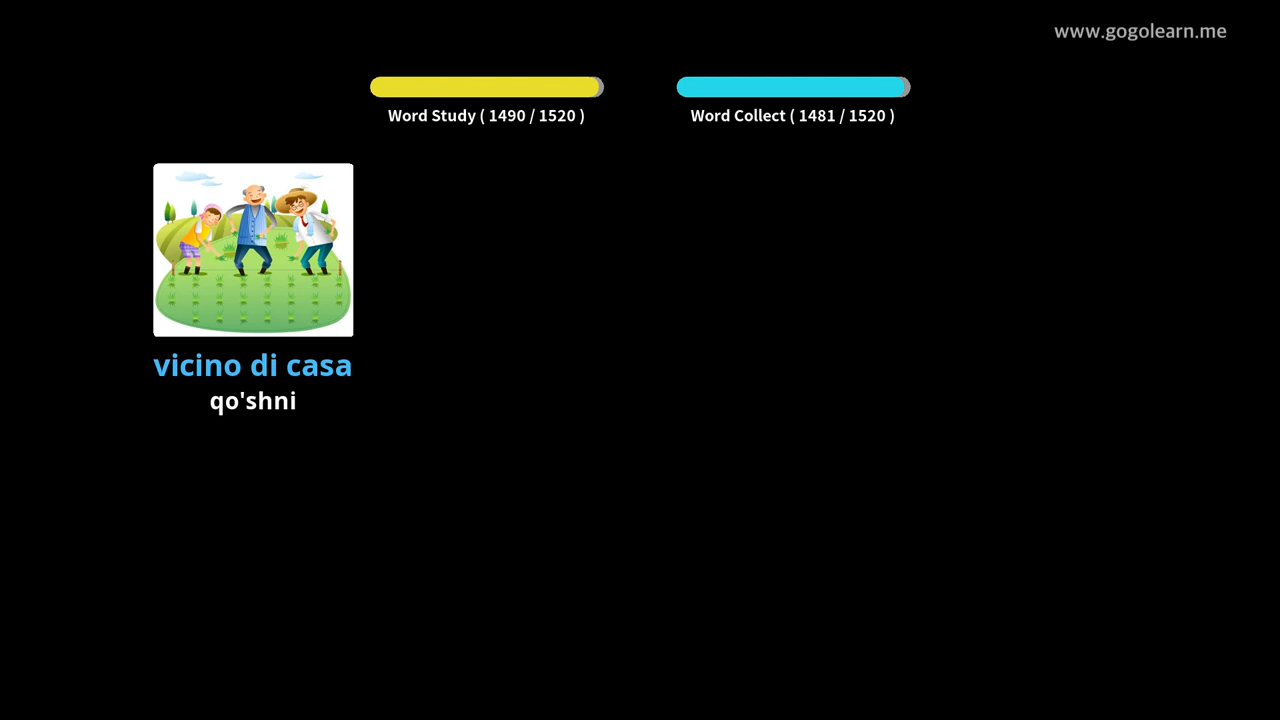 www.gogolearn.me
Word Study ( 1490 / 1520 )
Word Collect ( 1481 / 1520 )
vicino di casa
qo'shni